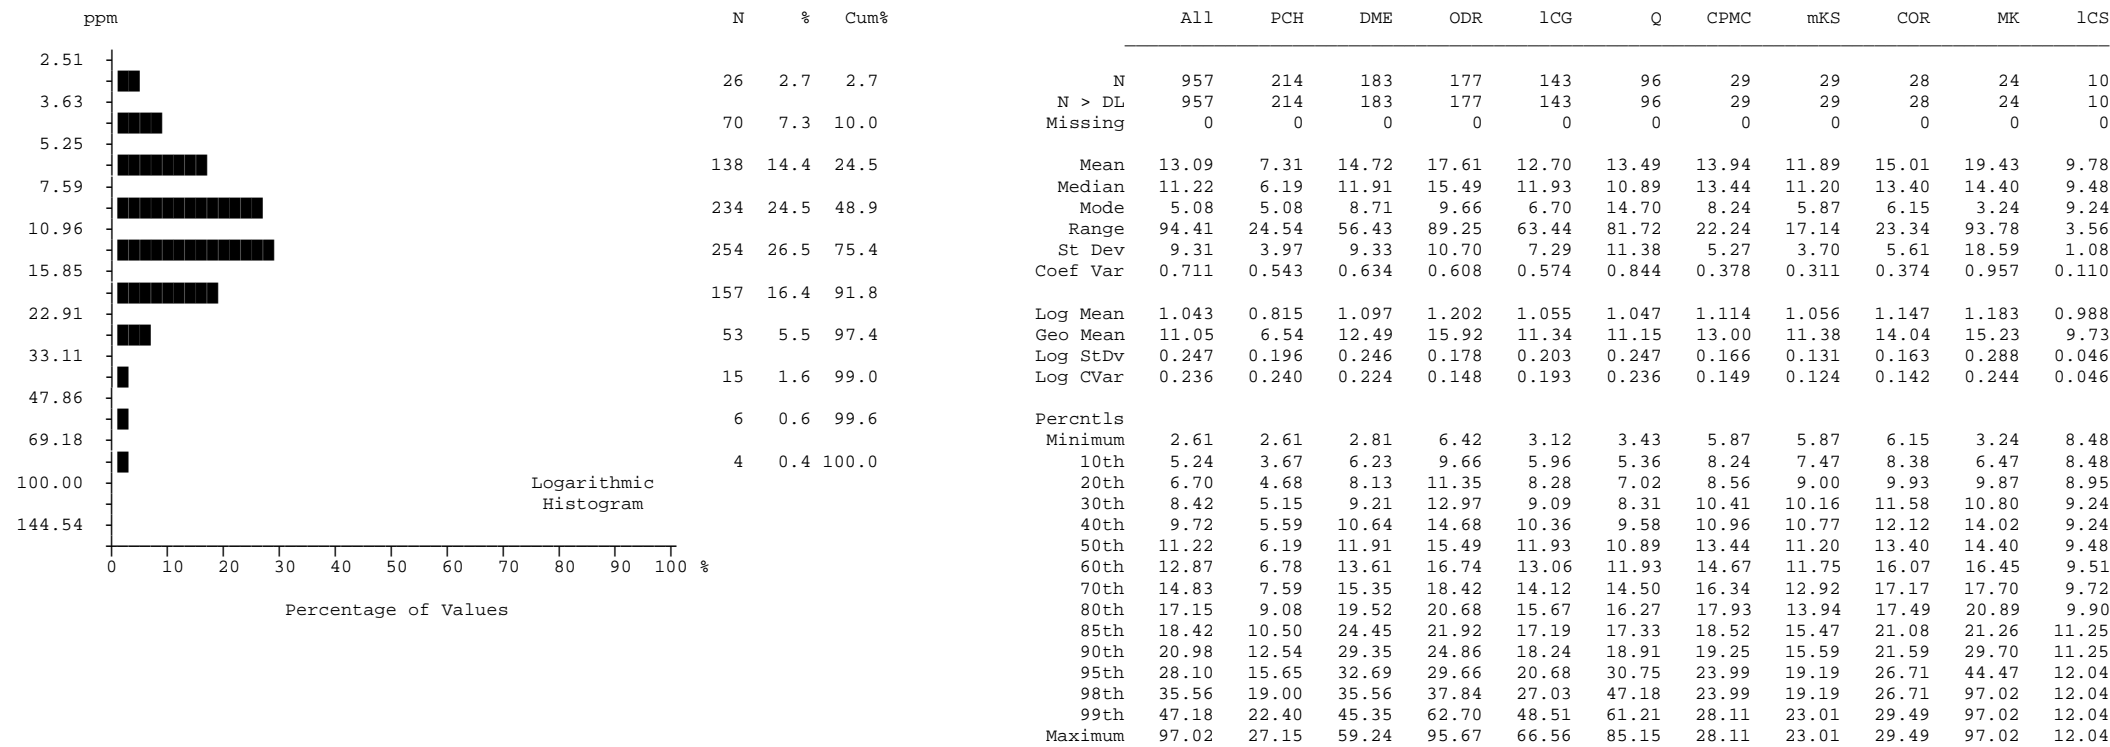 ppm N % Cum% All PCH DME ODR lCG Q CPMC mKS COR MK lCS
2.51
26 2.7 2.7 N 957 214 183 177 143 96 29 29 28 24 10
3.63 N > DL 957 214 183 177 143 96 29 29 28 24 10
70 7.3 10.0 Missing 0 0 0 0 0 0 0 0 0 0 0
5.25
138 14.4 24.5 Mean 13.09 7.31 14.72 17.61 12.70 13.49 13.94 11.89 15.01 19.43 9.78
7.59 Median 11.22 6.19 11.91 15.49 11.93 10.89 13.44 11.20 13.40 14.40 9.48
234 24.5 48.9 Mode 5.08 5.08 8.71 9.66 6.70 14.70 8.24 5.87 6.15 3.24 9.24
10.96 Range 94.41 24.54 56.43 89.25 63.44 81.72 22.24 17.14 23.34 93.78 3.56
254 26.5 75.4 St Dev 9.31 3.97 9.33 10.70 7.29 11.38 5.27 3.70 5.61 18.59 1.08
15.85 Coef Var 0.711 0.543 0.634 0.608 0.574 0.844 0.378 0.311 0.374 0.957 0.110
157 16.4 91.8
22.91 Log Mean 1.043 0.815 1.097 1.202 1.055 1.047 1.114 1.056 1.147 1.183 0.988
53 5.5 97.4 Geo Mean 11.05 6.54 12.49 15.92 11.34 11.15 13.00 11.38 14.04 15.23 9.73
33.11 Log StDv 0.247 0.196 0.246 0.178 0.203 0.247 0.166 0.131 0.163 0.288 0.046
15 1.6 99.0 Log CVar 0.236 0.240 0.224 0.148 0.193 0.236 0.149 0.124 0.142 0.244 0.046
47.86
6 0.6 99.6 Percntls
69.18 Minimum 2.61 2.61 2.81 6.42 3.12 3.43 5.87 5.87 6.15 3.24 8.48
4 0.4 100.0 10th 5.24 3.67 6.23 9.66 5.96 5.36 8.24 7.47 8.38 6.47 8.48
100.00 Logarithmic 20th 6.70 4.68 8.13 11.35 8.28 7.02 8.56 9.00 9.93 9.87 8.95
Histogram 30th 8.42 5.15 9.21 12.97 9.09 8.31 10.41 10.16 11.58 10.80 9.24
144.54 40th 9.72 5.59 10.64 14.68 10.36 9.58 10.96 10.77 12.12 14.02 9.24
50th 11.22 6.19 11.91 15.49 11.93 10.89 13.44 11.20 13.40 14.40 9.48
0 10 20 30 40 50 60 70 80 90 100 % 60th 12.87 6.78 13.61 16.74 13.06 11.93 14.67 11.75 16.07 16.45 9.51
70th 14.83 7.59 15.35 18.42 14.12 14.50 16.34 12.92 17.17 17.70 9.72
Percentage of Values 80th 17.15 9.08 19.52 20.68 15.67 16.27 17.93 13.94 17.49 20.89 9.90
85th 18.42 10.50 24.45 21.92 17.19 17.33 18.52 15.47 21.08 21.26 11.25
90th 20.98 12.54 29.35 24.86 18.24 18.91 19.25 15.59 21.59 29.70 11.25
95th 28.10 15.65 32.69 29.66 20.68 30.75 23.99 19.19 26.71 44.47 12.04
98th 35.56 19.00 35.56 37.84 27.03 47.18 23.99 19.19 26.71 97.02 12.04
99th 47.18 22.40 45.35 62.70 48.51 61.21 28.11 23.01 29.49 97.02 12.04
Maximum 97.02 27.15 59.24 95.67 66.56 85.15 28.11 23.01 29.49 97.02 12.04